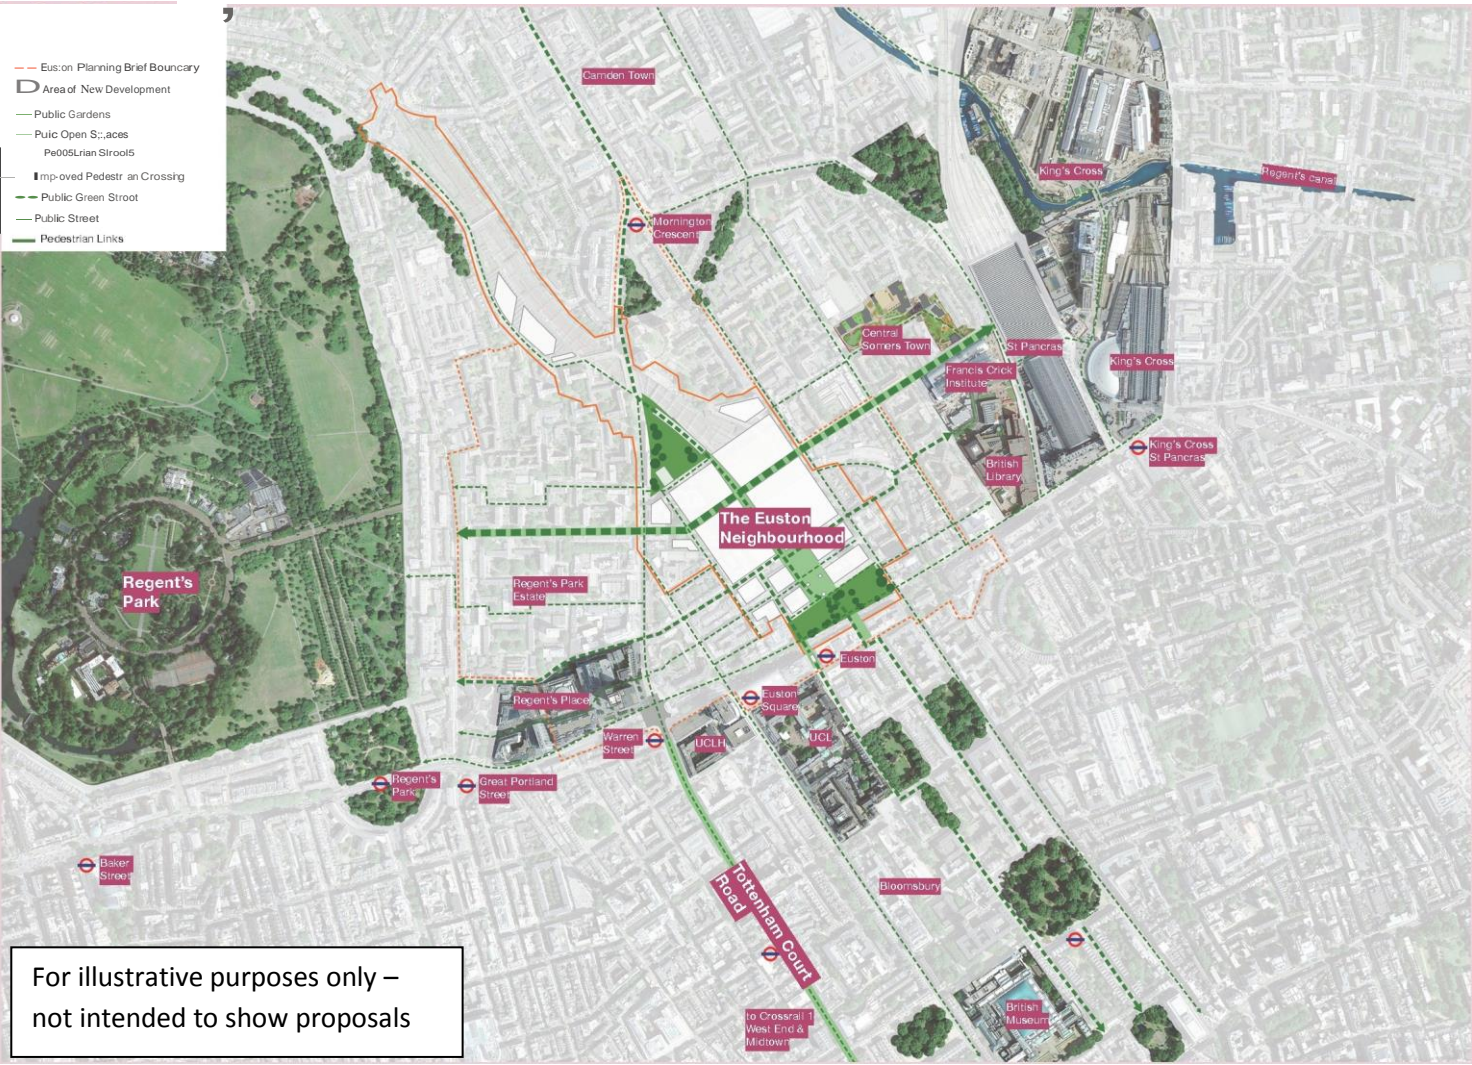 ’
Eus:on Planning Brief Bouncary
D Area of New Development
Public Gardens
Puic Open S;:,aces
Pe005Lrian Slrool5
Imp-oved Pedestr an Crossing
Public Green Stroot
Public Street
Pedestrian Links
Camden Town
King's Cross
Regent's canal
Mornington
Crescent
Central
Somers Town
St Pancras
King's Cross
Francis Crick
Institute
King's Cross
St Pancras
British
Library
The Euston
Neighbourhood
Regent's
Park
Regent's Park
Estate
Euston
Regent's Place
Euston
Square
Warren
Street
UCLH
UCL
Regent's
Park
Great Portland
Street
Baker
Street
Tottenham Court
Road
Bloomsbury
British
Museum
to Crossrail 1
West End &
Midtown
For illustrative purposes only –
not intended to show proposals